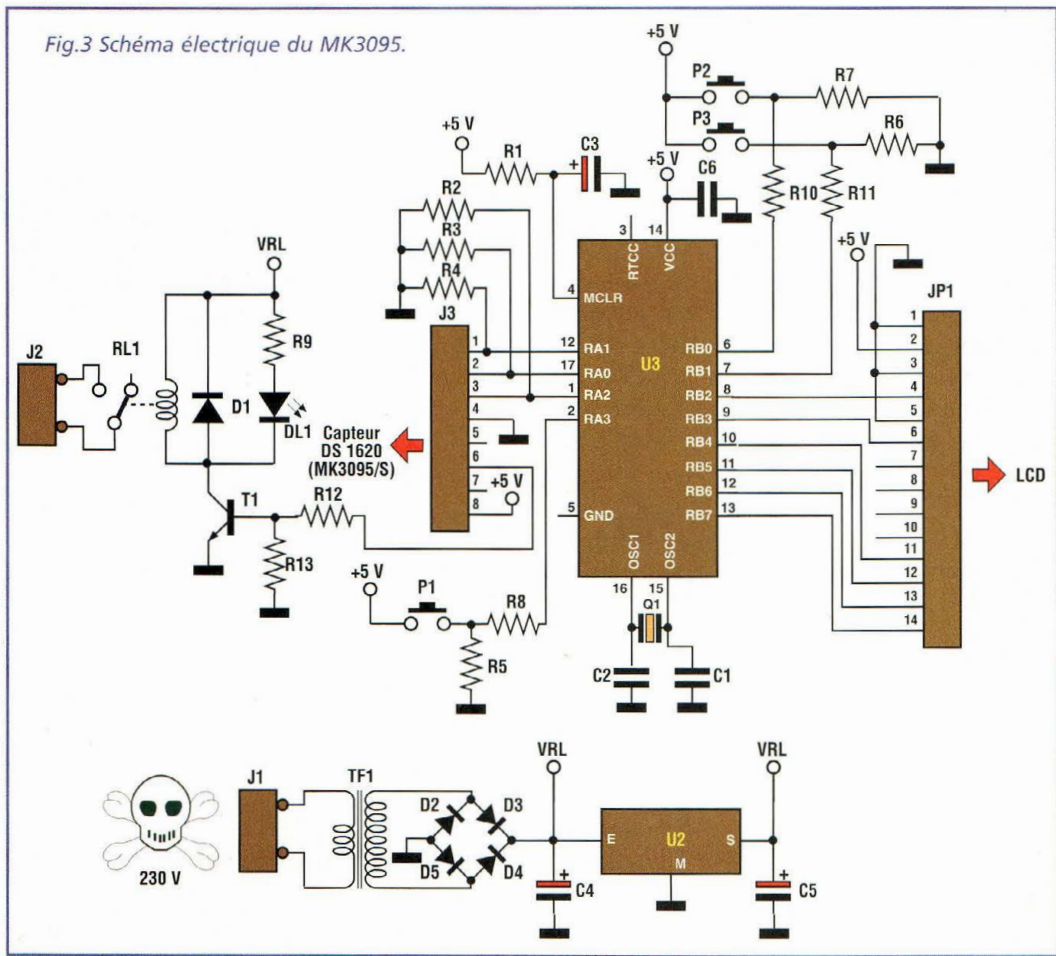 Fig.3 Schéma électrique du MK3095.
+5 V
P2
R7
P3
R6
+5 V
R1
C3
+
+5 V
C6
R10
R11
R2
R3
R4
3
14
RTCC
VCC
+5 V
VRL
J3
4
MCLR
JP1
R9
J2
RL1
D1
DL1
1
2
3
4
5
6
7
8
12
RA1
17
RA0
1
RA2
2
RA3
U3
RB0
6
RB1
7
RB2
8
RB3
9
RB4
10
RB5
11
RB6
12
RB7
13
1
2
3
4
5
6
7
8
9
10
11
12
13
14
LCD
Capteur
DS 1620
(MK3095/S)
+5 V
5
GND
T1
R12
R13
OSC1
OSC2
16
15
Q1
+5 V
P1
R8
R5
C2
C1
VRL
VRL
J1
TF1
D2
D3
D5
D4
E
U2
S
M
+
C4
+
C5
230 V